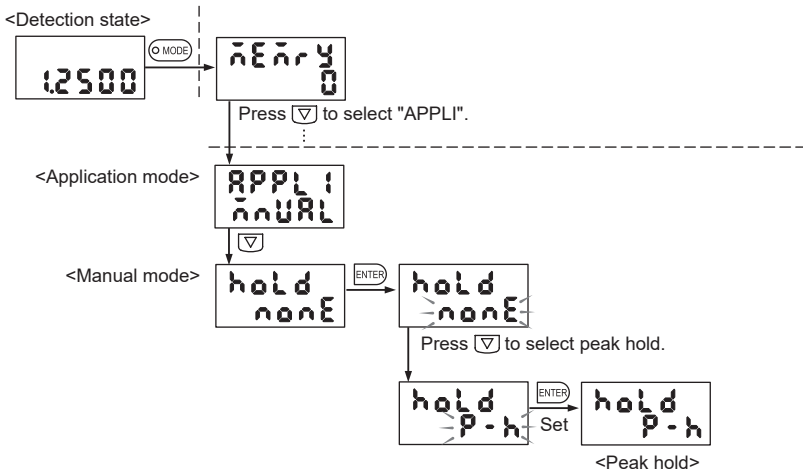 <Detection state>
1.2500
MODE
mEmry
0
Press to select "APPLI".
<Application mode>
APPLI
mnUAL
<Manual mode>
hoLd
nonE
ENTER
hoLd
nonE
Press to select peak hold.
hoLd
P-h
ENTER
Set
hoLd
P-h
<Peak hold>